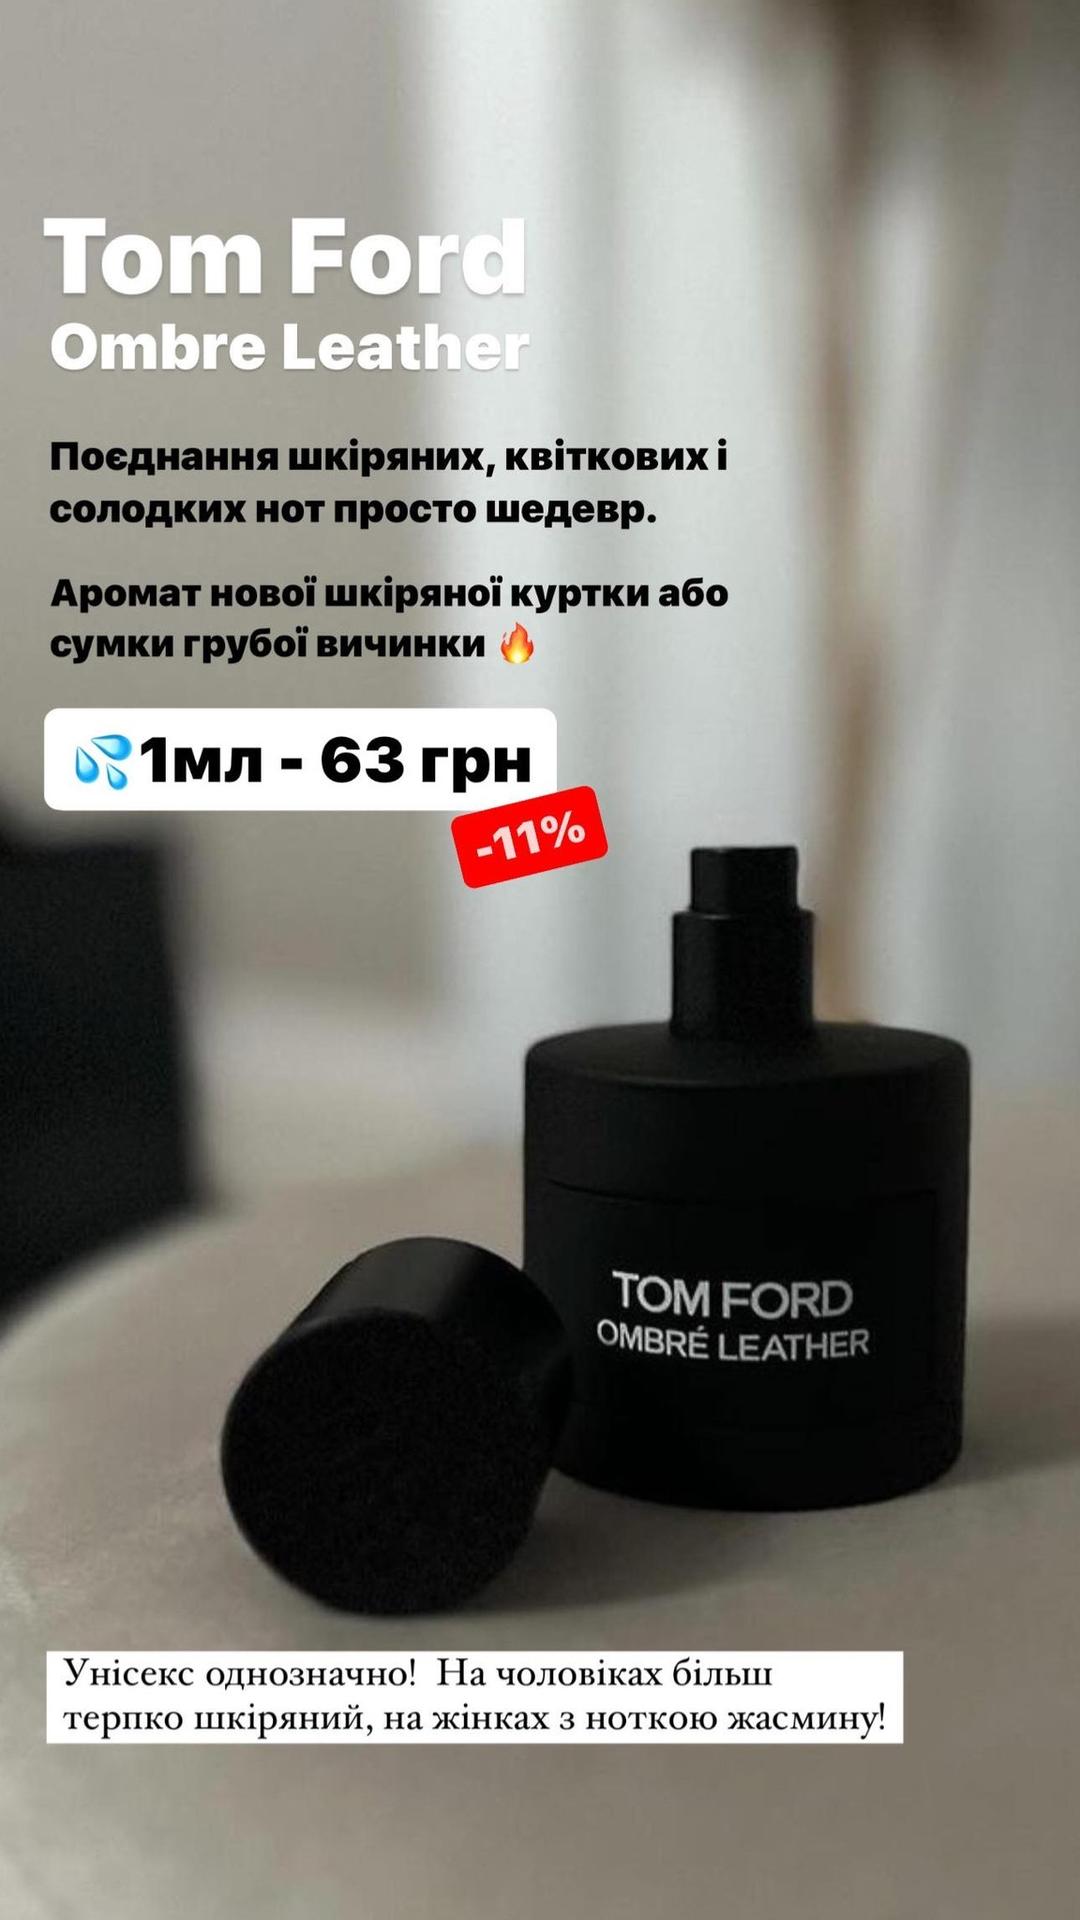 Tom Ford
Ombre Leather
Поєднання шкіряних, квіткових і
солодких нот просто шедевр.
Аромат нової шкіряної куртки або
сумки грубої вичинки 🔥
💦1мл - 63 грн
-11%
TOM FORD
OMBRÉ LEATHER
Унісекс однозначно! На чоловіках більш
терпко шкіряний, на жінках з ноткою жасмину!